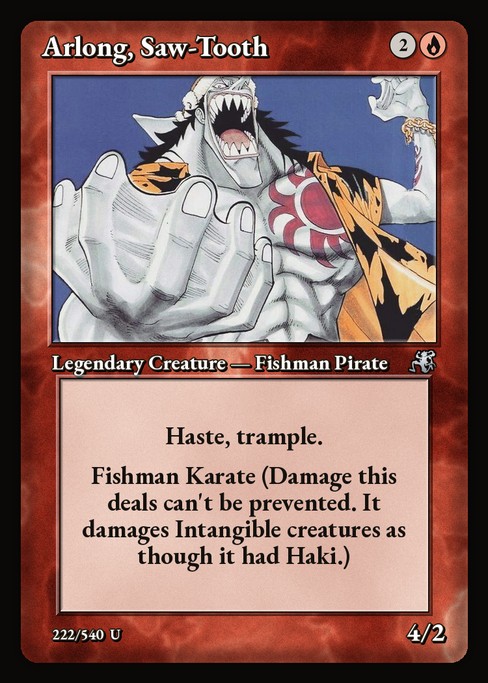 Arlong, Saw-Tooth 2
Legendary Creature — Fishman Pirate
Haste, trample.
Fishman Karate (Damage this
deals can't be prevented. It
damages Intangible creatures as
though it had Haki.)
222/540 U 4/2